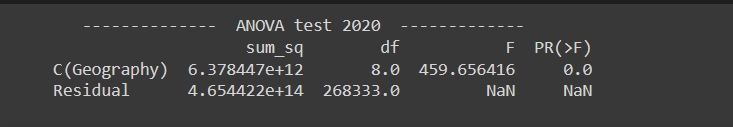 -------------- ANOVA test 2020 -------------
sum_sq df F PR(>F)
C(Geography) 6.378447e+12 8.0 459.656416 0.0
Residual 4.654422e+14 268333.0 NaN NaN